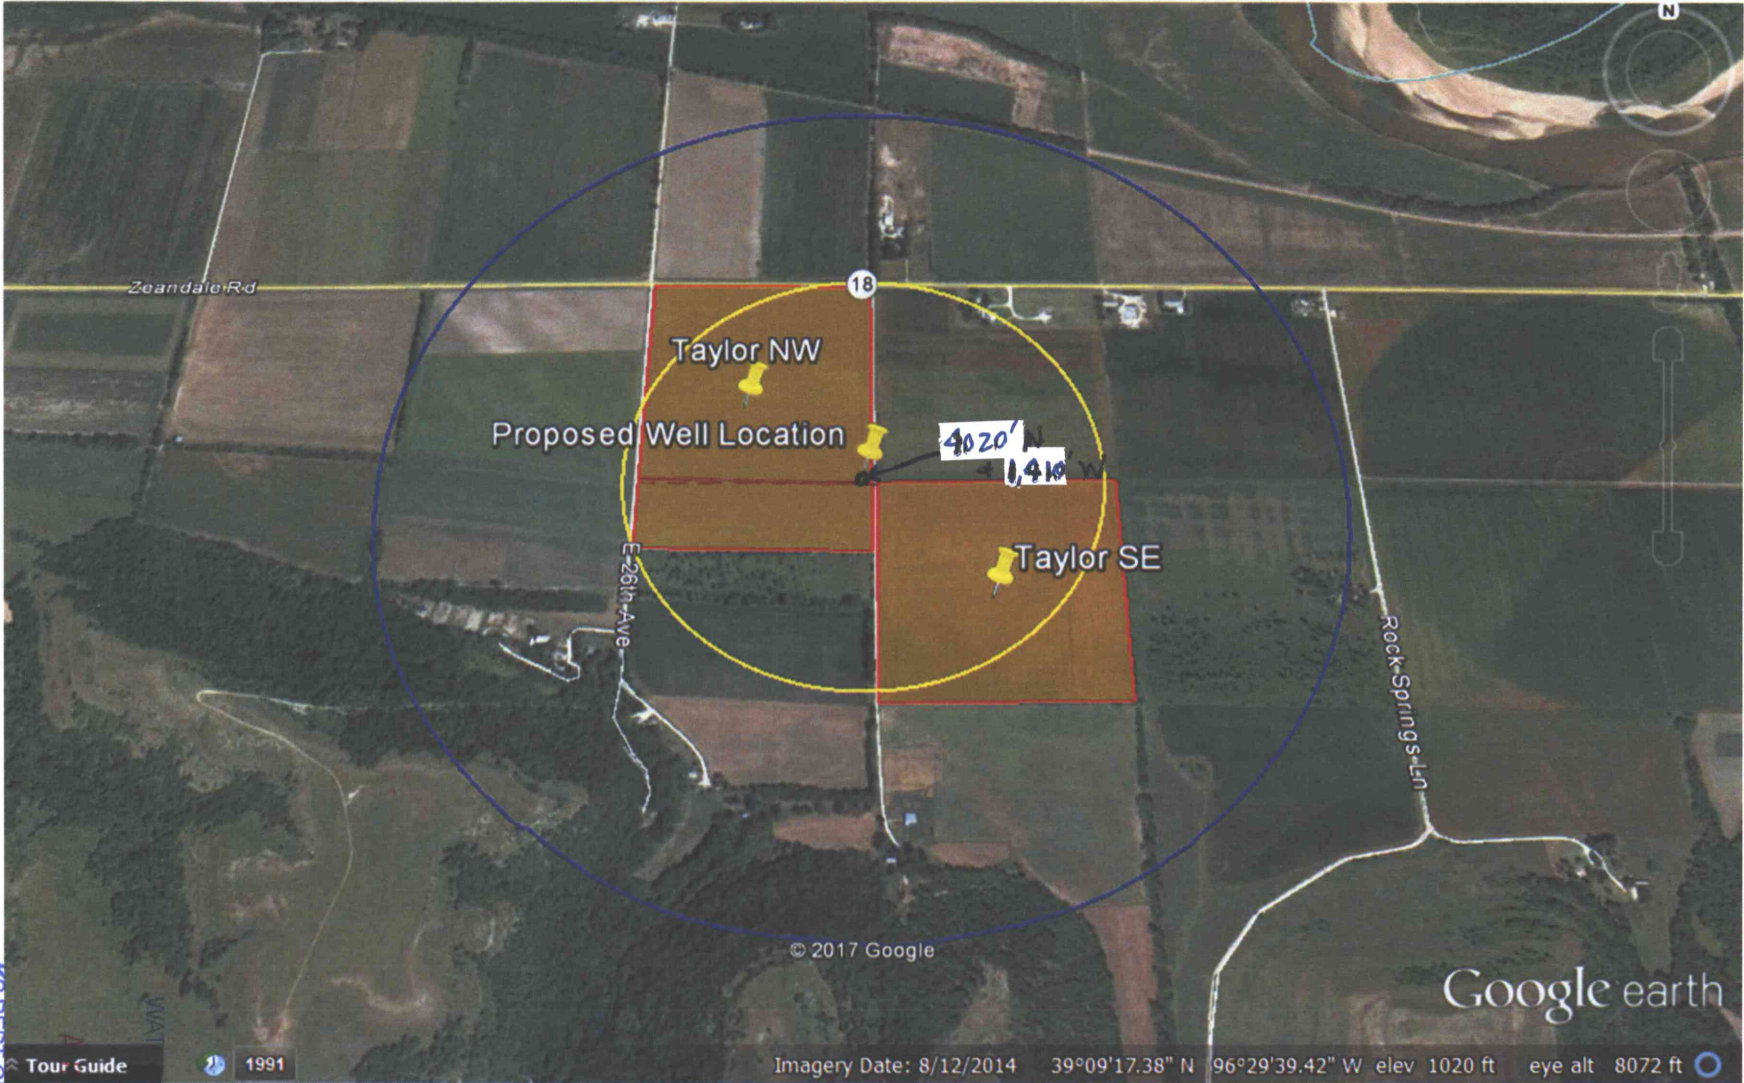 N
Zeandale Rd
18
Taylor NW
Proposed Well Location
4020' N
+ 1,410' W
Taylor SE
E 26th Ave
Rock Springs Ln
© 2017 Google
Google earth
Tour Guide
1991
Imagery Date: 8/12/2014 39°09'17.38" N 96°29'39.42" W elev 1020 ft eye alt 8072 ft